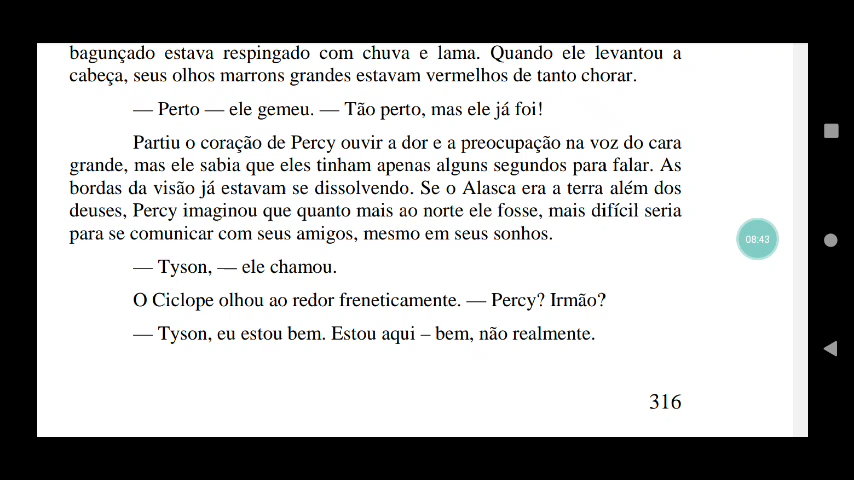 bagunçado estava respingado com chuva e lama. Quando ele levantou a
cabeça, seus olhos marrons grandes estavam vermelhos de tanto chorar.
— Perto — ele gemeu. — Tão perto, mas ele já foi!
Partiu o coração de Percy ouvir a dor e a preocupação na voz do cara
grande, mas ele sabia que eles tinham apenas alguns segundos para falar. As
bordas da visão já estavam se dissolvendo. Se o Alasca era a terra além dos
deuses, Percy imaginou que quanto mais ao norte ele fosse, mais difícil seria
para se comunicar com seus amigos, mesmo em seus sonhos.
— Tyson, — ele chamou.
O Ciclope olhou ao redor freneticamente. — Percy? Irmão?
— Tyson, eu estou bem. Estou aqui – bem, não realmente.
316
08:43